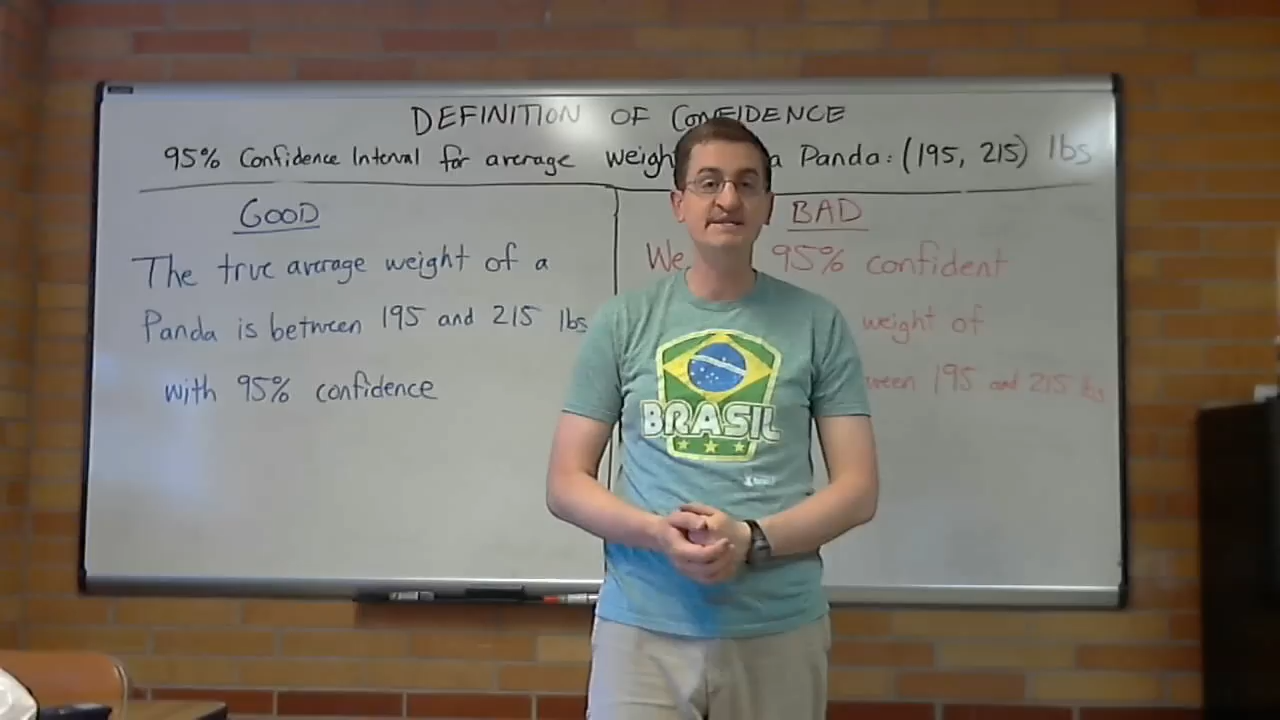 DEFINITION OF CONFIDENCE
95% Confidence Interval for average weigh a Panda: (195, 215) lbs
GOOD
The true average weight of a
Panda is between 195 and 215 lbs
with 95% confidence
BAD
We 95% confident
weight of
ween 195 and 215 lbs
BRASIL